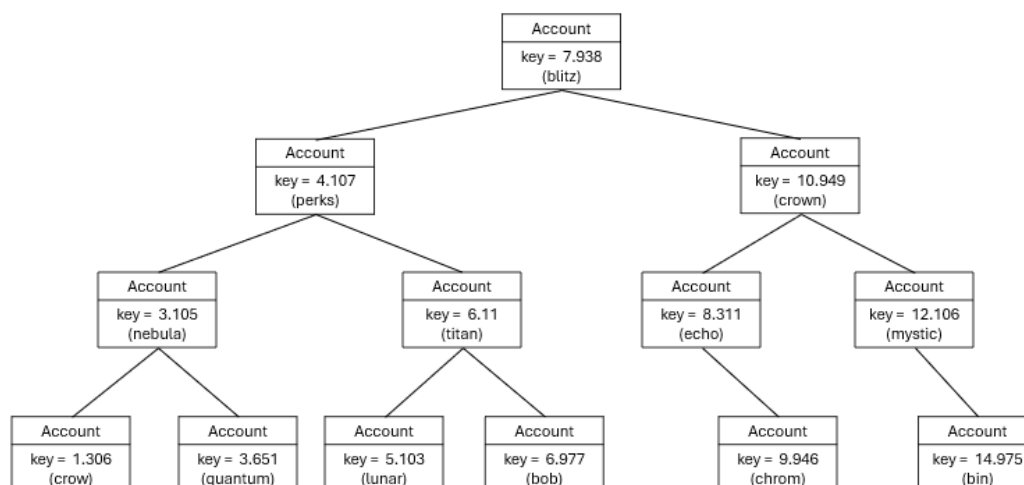 Account
key = 7.938
(blitz)
Account
key = 4.107
(perks)
Account
key = 10.949
(crown)
Account
key = 3.105
(nebula)
Account
key = 6.11
(titan)
Account
key = 8.311
(echo)
Account
key = 12.106
(mystic)
Account
key = 1.306
(crow)
Account
key = 3.651
(quantum)
Account
key = 5.103
(lunar)
Account
key = 6.977
(bob)
Account
key = 9.946
(chrom)
Account
key = 14.975
(bin)